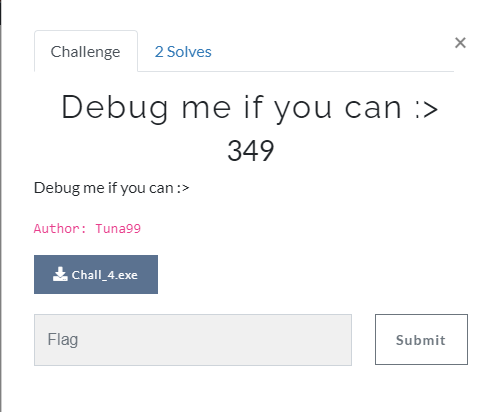 Challenge
2 Solves
×
Debug me if you can :>
349
Debug me if you can :>
Author: Tuna99
Chall_4.exe
Flag
Submit